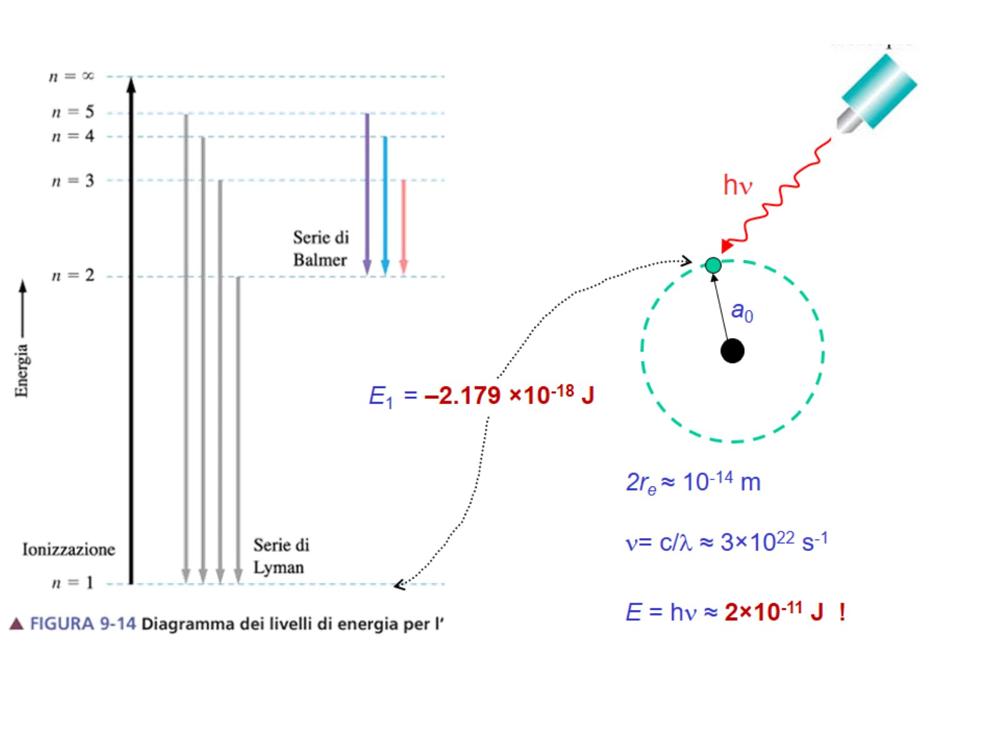 n = ∞
n = 5
n = 4
n = 3
Serie di
Balmer
n = 2
Energia
Ionizzazione
Serie di
Lyman
n = 1
▲ FIGURA 9-14 Diagramma dei livelli di energia per l’
hν
a₀
E₁ = –2.179 ×10⁻¹⁸ J
2rₑ ≈ 10⁻¹⁴ m
ν= c/λ ≈ 3×10²² s⁻¹
E = hν ≈ 2×10⁻¹¹ J !